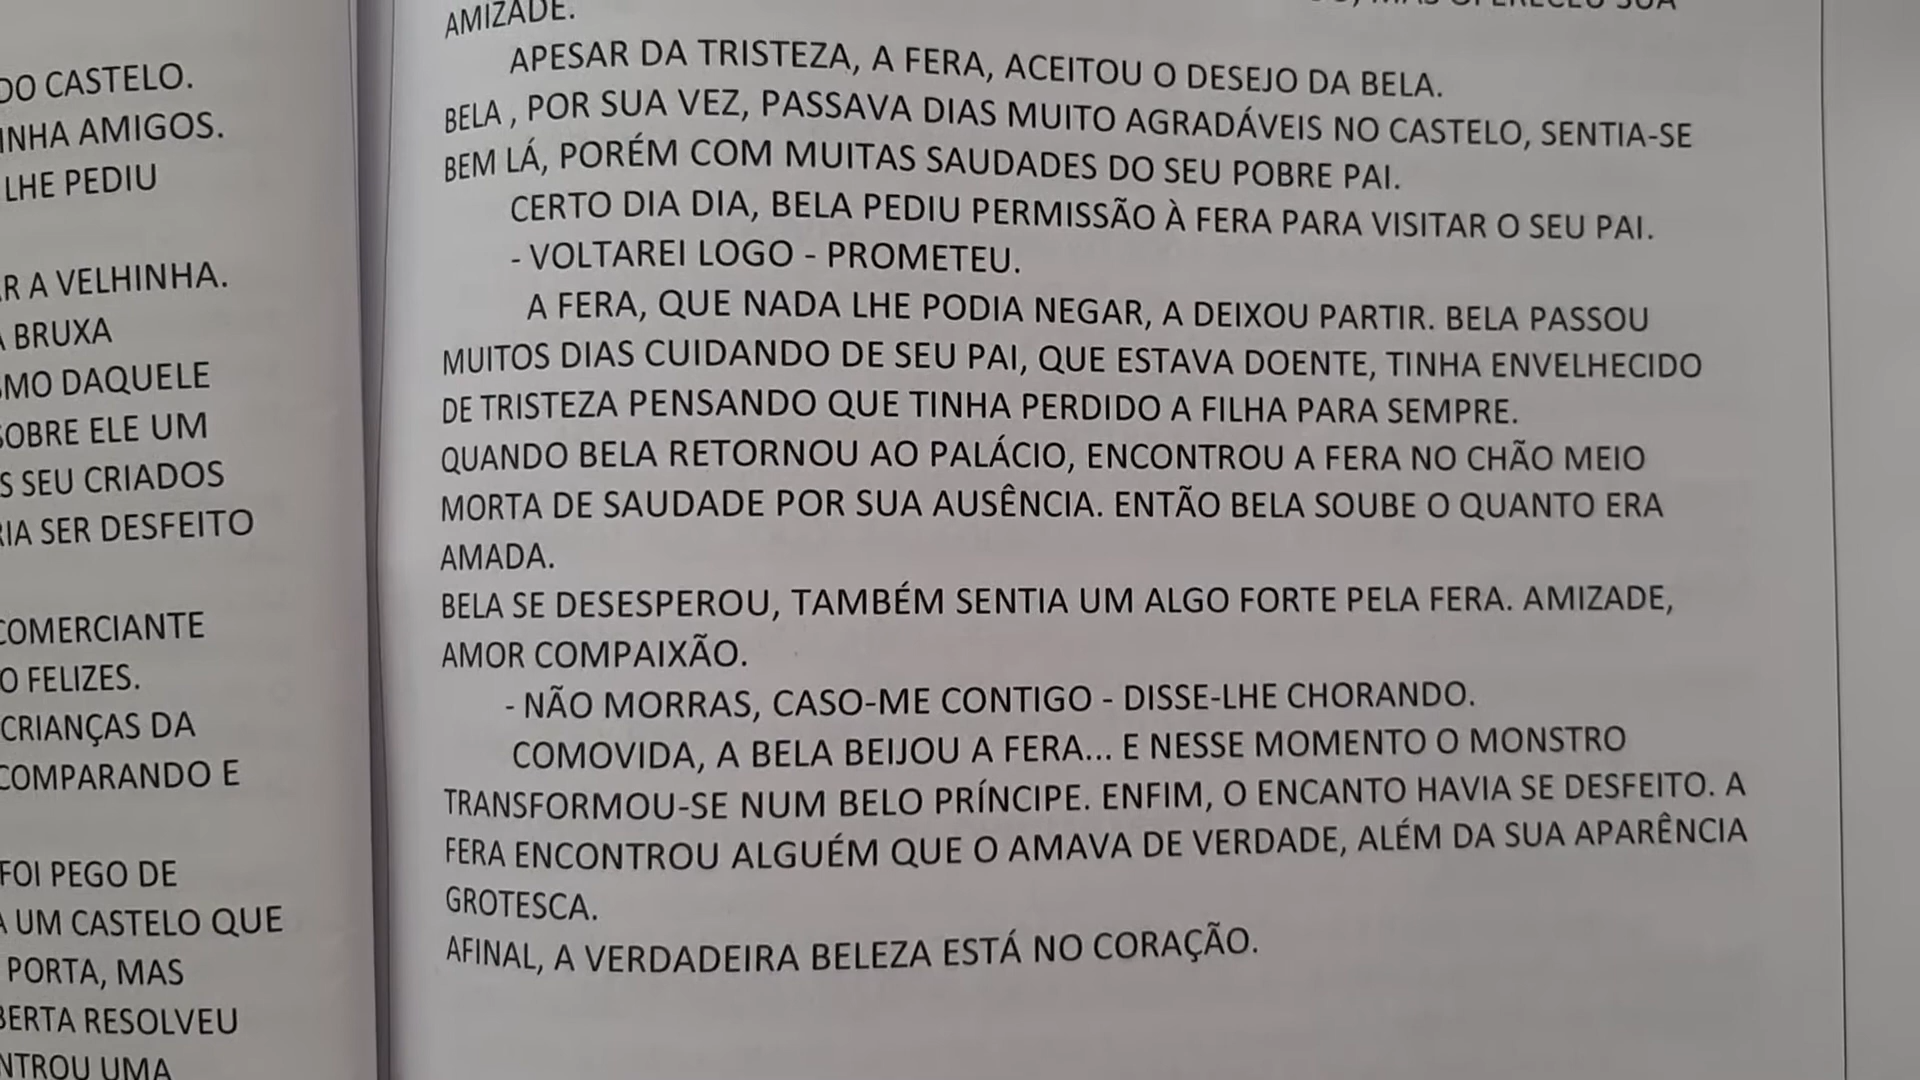 DO CASTELO.
INHA AMIGOS.
LHE PEDIU
R A VELHINHA.
A BRUXA
SMO DAQUELE
SOBRE ELE UM
S SEU CRIADOS
RIA SER DESFEITO
COMERCIANTE
O FELIZES.
CRIANÇAS DA
COMPARANDO E
FOI PEGO DE
A UM CASTELO QUE
PORTA, MAS
BERTA RESOLVEU
NTROU UMA
MAS OFERECEU SUA
AMIZADE.
APESAR DA TRISTEZA, A FERA, ACEITOU O DESEJO DA BELA.
BELA , POR SUA VEZ, PASSAVA DIAS MUITO AGRADÁVEIS NO CASTELO, SENTIA-SE
BEM LÁ, PORÉM COM MUITAS SAUDADES DO SEU POBRE PAI.
CERTO DIA DIA, BELA PEDIU PERMISSÃO À FERA PARA VISITAR O SEU PAI.
- VOLTAREI LOGO - PROMETEU.
A FERA, QUE NADA LHE PODIA NEGAR, A DEIXOU PARTIR. BELA PASSOU
MUITOS DIAS CUIDANDO DE SEU PAI, QUE ESTAVA DOENTE, TINHA ENVELHECIDO
DE TRISTEZA PENSANDO QUE TINHA PERDIDO A FILHA PARA SEMPRE.
QUANDO BELA RETORNOU AO PALÁCIO, ENCONTROU A FERA NO CHÃO MEIO
MORTA DE SAUDADE POR SUA AUSÊNCIA. ENTÃO BELA SOUBE O QUANTO ERA
AMADA.
BELA SE DESESPEROU, TAMBÉM SENTIA UM ALGO FORTE PELA FERA. AMIZADE,
AMOR COMPAIXÃO.
- NÃO MORRAS, CASO-ME CONTIGO - DISSE-LHE CHORANDO.
COMOVIDA, A BELA BEIJOU A FERA... E NESSE MOMENTO O MONSTRO
TRANSFORMOU-SE NUM BELO PRÍNCIPE. ENFIM, O ENCANTO HAVIA SE DESFEITO. A
FERA ENCONTROU ALGUÉM QUE O AMAVA DE VERDADE, ALÉM DA SUA APARÊNCIA
GROTESCA.
AFINAL, A VERDADEIRA BELEZA ESTÁ NO CORAÇÃO.